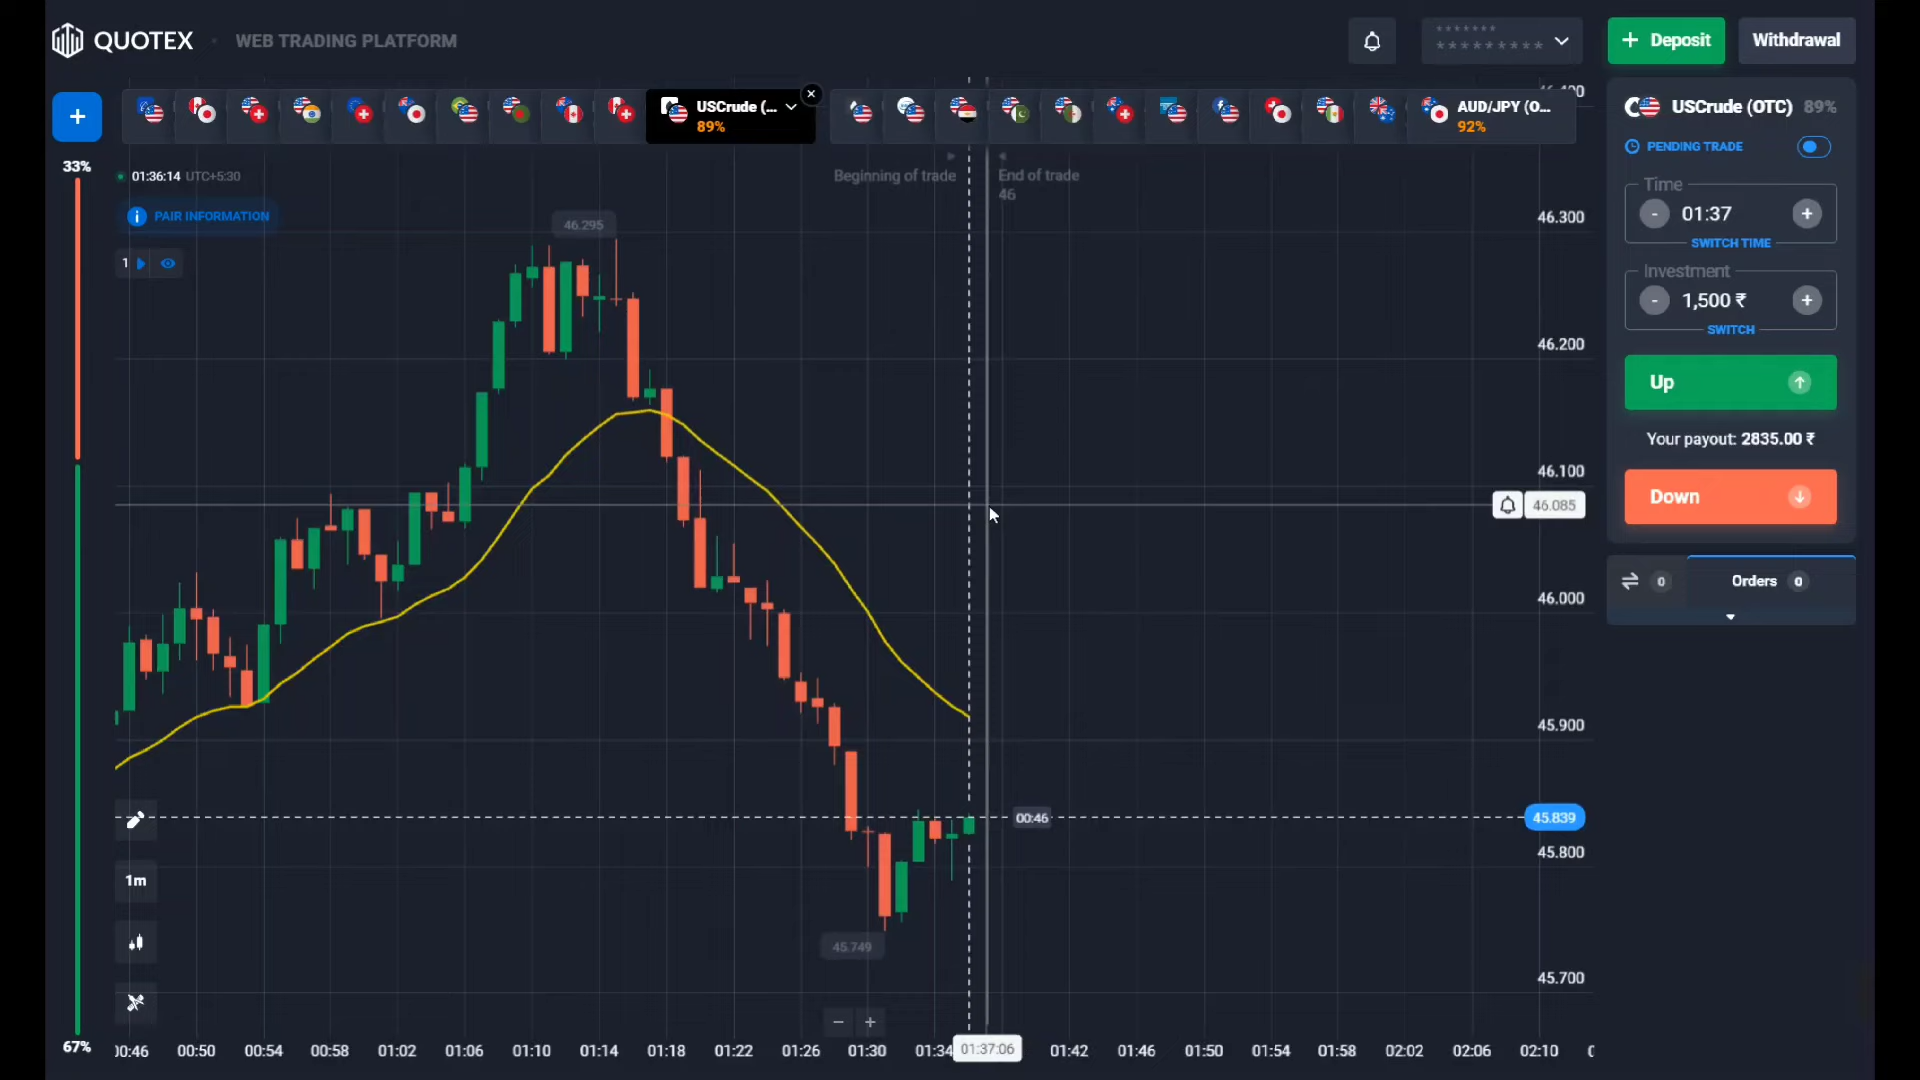 QUOTEX
WEB TRADING PLATFORM
*******
*********
+ Deposit
Withdrawal
+
USCrude (...
89%
AUD/JPY (O...
92%
USCrude (OTC) 89%
33%
01:36:14 UTC+5:30
Beginning of trade
End of trade
46
PENDING TRADE
PAIR INFORMATION
Time
- 01:37 +
SWITCH TIME
1
Investment
- 1,500 ₹ +
SWITCH
Up
Your payout: 2835.00 ₹
Down
0
Orders 0
46.295
46.300
46.200
46.100
46.085
46.000
45.900
00:46
45.839
45.800
1m
45.749
45.700
− +
67%
00:50
00:54
00:58
01:02
01:06
01:10
01:14
01:18
01:22
01:26
01:30
01:34
01:37:06
01:42
01:46
01:50
01:54
01:58
02:02
02:06
02:10